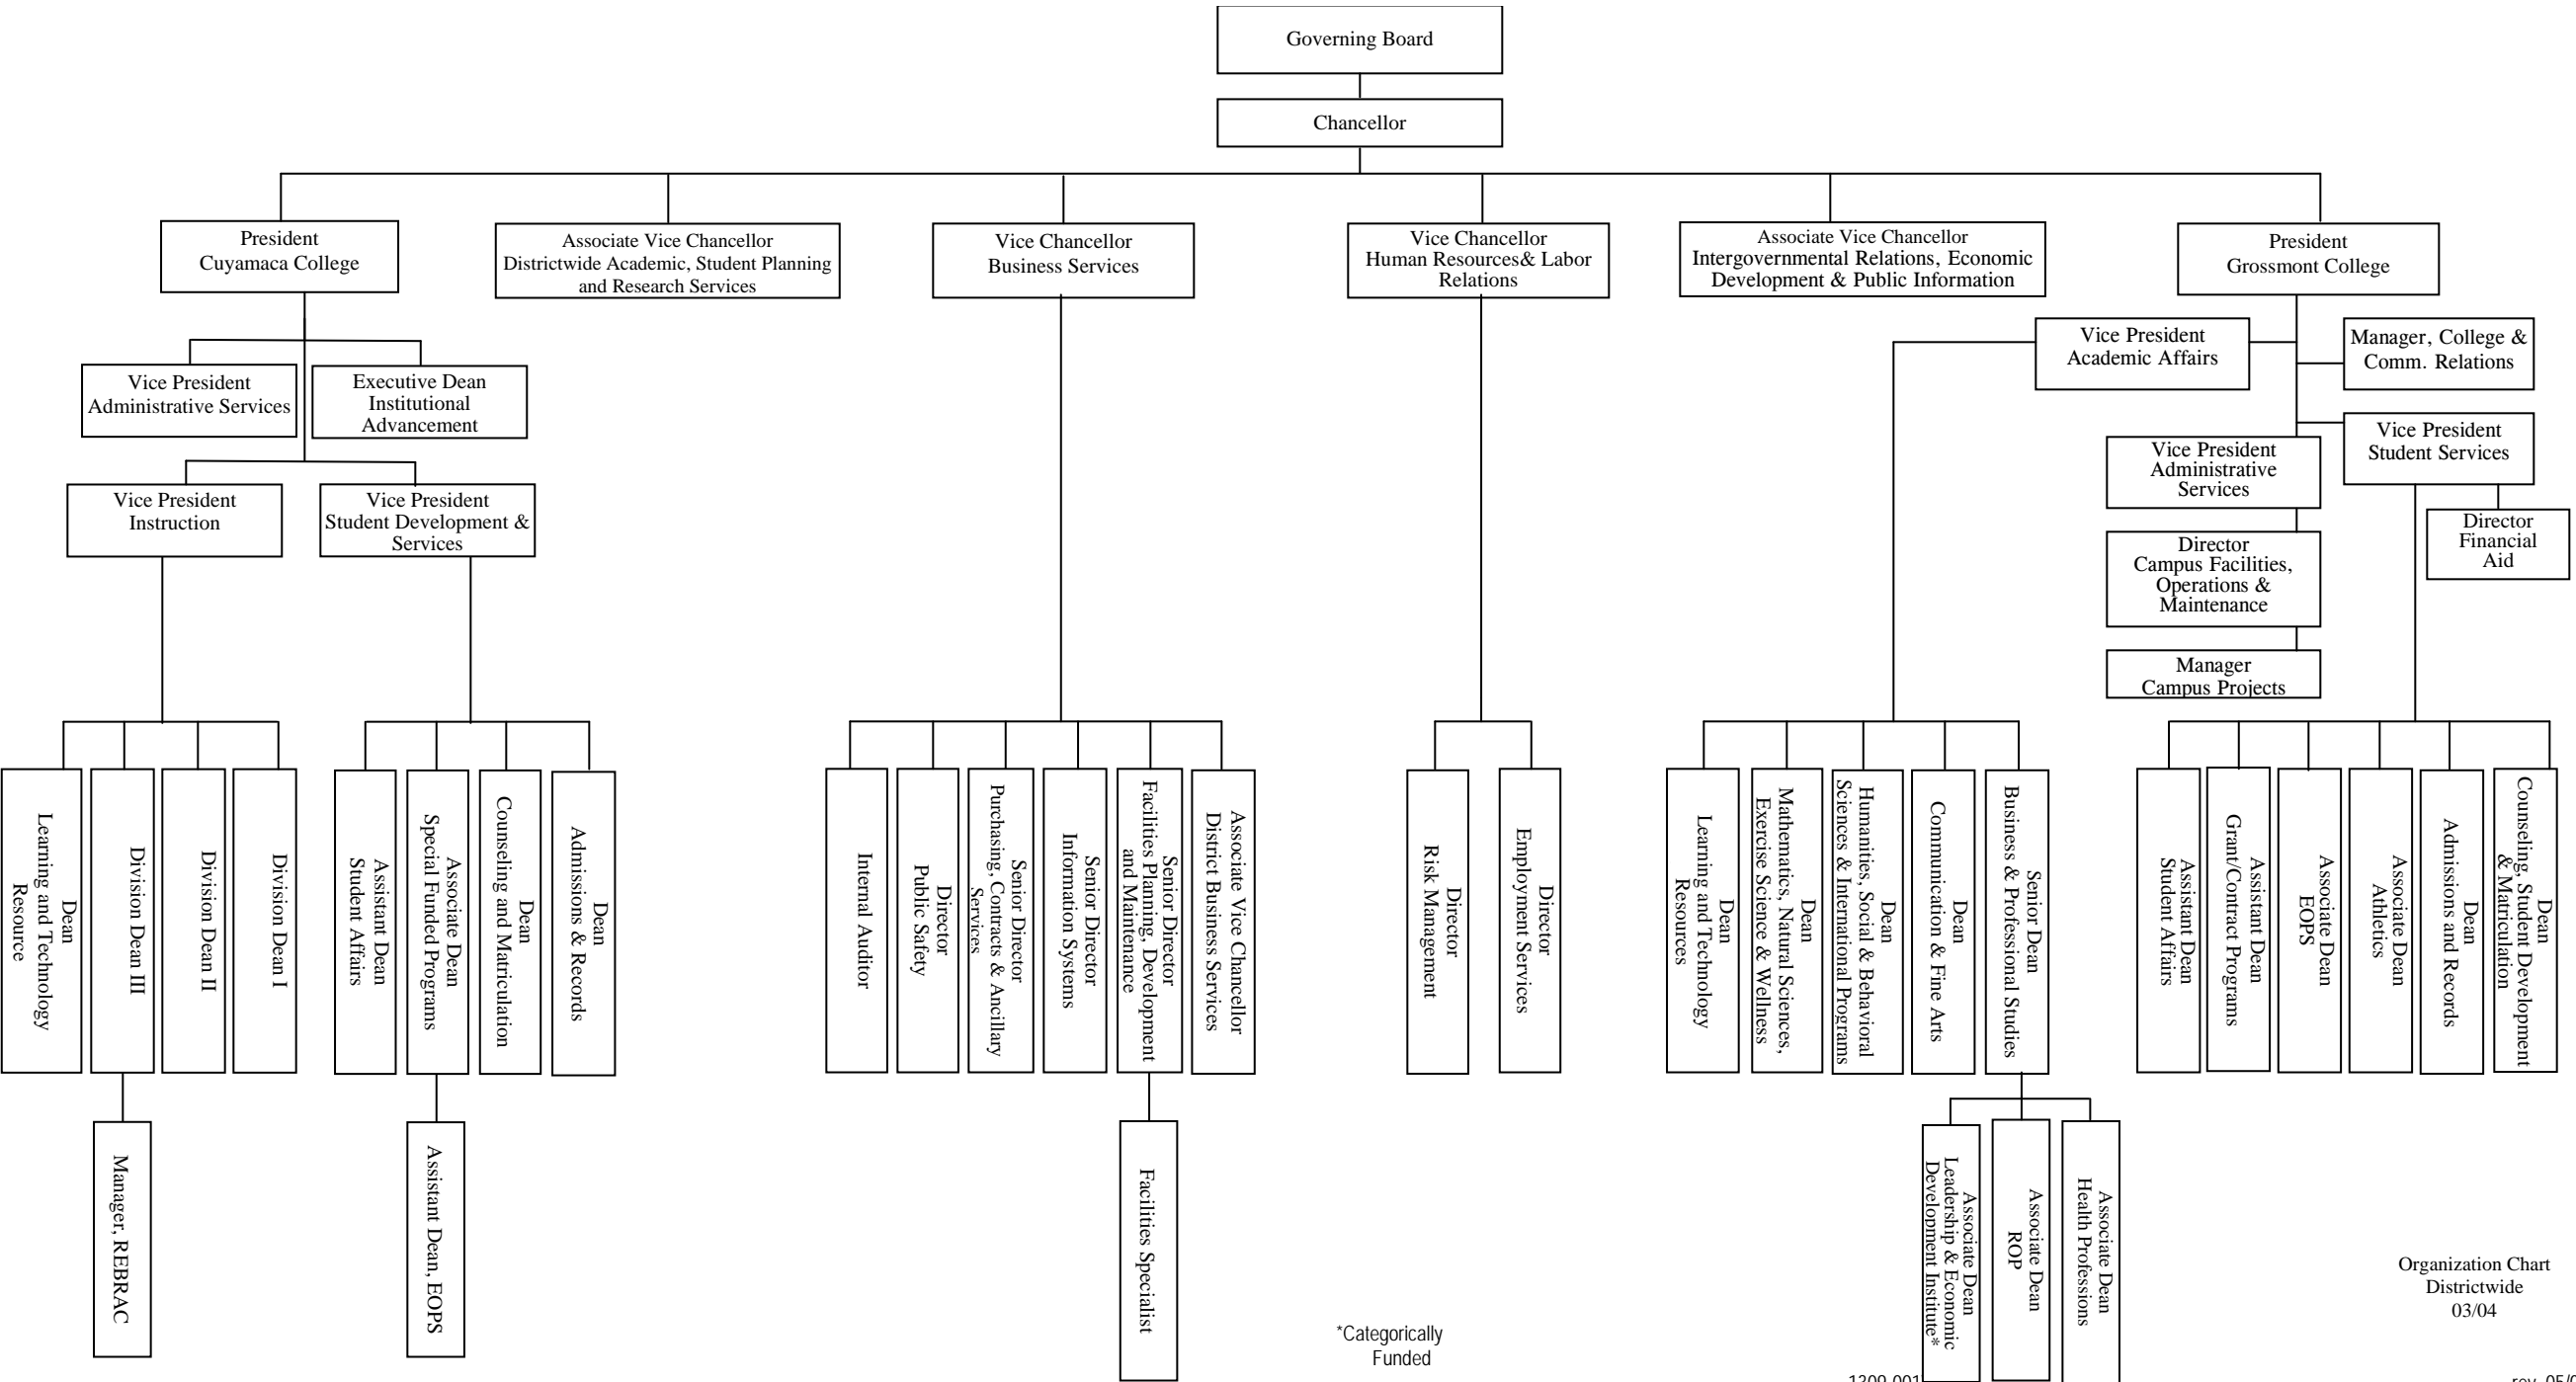 Governing Board
Chancellor
President
Cuyamaca College
Associate Vice Chancellor
Districtwide Academic, Student Planning
and Research Services
Vice Chancellor
Business Services
Vice Chancellor
Human Resources& Labor
Relations
Associate Vice Chancellor
Intergovernmental Relations, Economic
Development & Public Information
President
Grossmont College
Vice President
Administrative Services
Executive Dean
Institutional
Advancement
Vice President
Academic Affairs
Manager, College &
Comm. Relations
Vice President
Instruction
Vice President
Student Development &
Services
Vice President
Administrative
Services
Vice President
Student Services
Director
Campus Facilities,
Operations &
Maintenance
Director
Financial
Aid
Manager
Campus Projects
Dean
Learning and Technology
Resource
Division Dean III
Division Dean II
Division Dean I
Assistant Dean
Student Affairs
Associate Dean
Special Funded Programs
Dean
Counseling and Matriculation
Dean
Admissions & Records
Internal Auditor
Director
Public Safety
Senior Director
Purchasing, Contracts & Ancillary
Services
Senior Director
Information Systems
Senior Director
Facilities Planning, Development
and Maintenance
Associate Vice Chancellor
District Business Services
Director
Risk Management
Director
Employment Services
Dean
Learning and Technology
Resources
Dean
Mathematics, Natural Sciences,
Exercise Science & Wellness
Dean
Humanities, Social & Behavioral
Sciences & International Programs
Dean
Communication & Fine Arts
Senior Dean
Business & Professional Studies
Assistant Dean
Student Affairs
Assistant Dean
Grant/Contract Programs
Associate Dean
EOPS
Associate Dean
Athletics
Dean
Admissions and Records
Dean
Counseling, Student Development
& Matriculation
Manager, REBRAC
Assistant Dean, EOPS
Facilities Specialist
Associate Dean
Leadership & Economic
Development Institute*
Associate Dean
ROP
Associate Dean
Health Professions
Organization Chart
Districtwide
03/04
*Categorically
Funded
1309-001
rev.